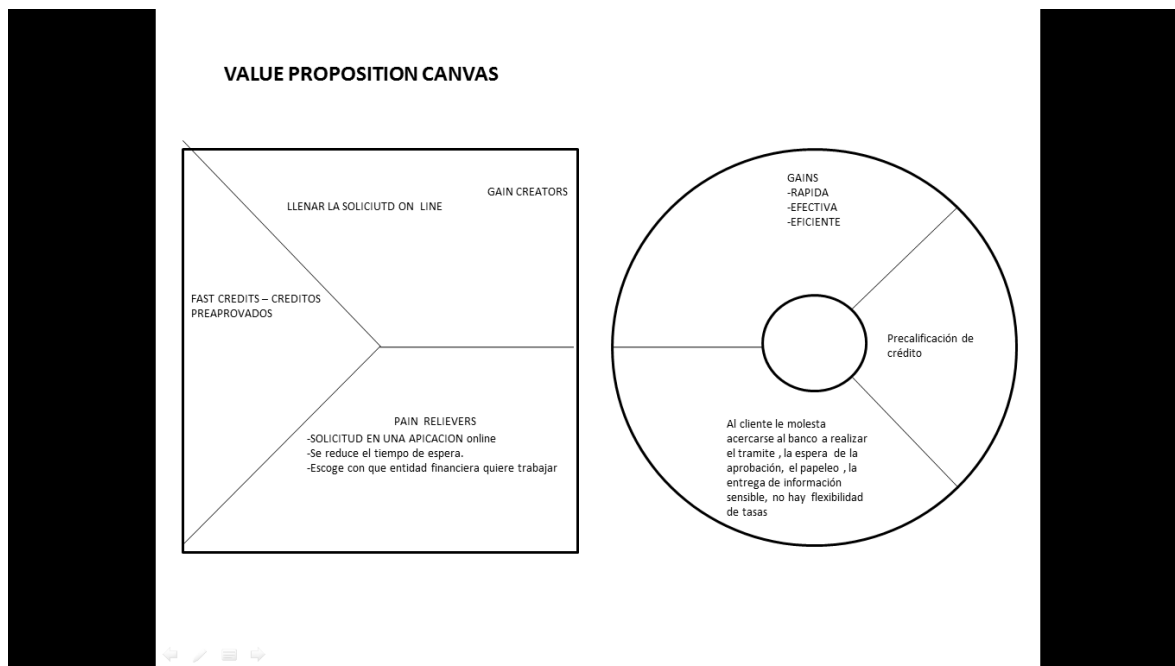 VALUE PROPOSITION CANVAS
GAIN CREATORS
LLENAR LA SOLICIUTD ON LINE
FAST CREDITS – CREDITOS
PREAPROVADOS
PAIN RELIEVERS
-SOLICITUD EN UNA APICACION online
-Se reduce el tiempo de espera.
-Escoge con que entidad financiera quiere trabajar
GAINS
-RAPIDA
-EFECTIVA
-EFICIENTE
Precalificación de
crédito
Al cliente le molesta
acercarse al banco a realizar
el tramite , la espera de la
aprobación, el papeleo , la
entrega de información
sensible, no hay flexibilidad
de tasas